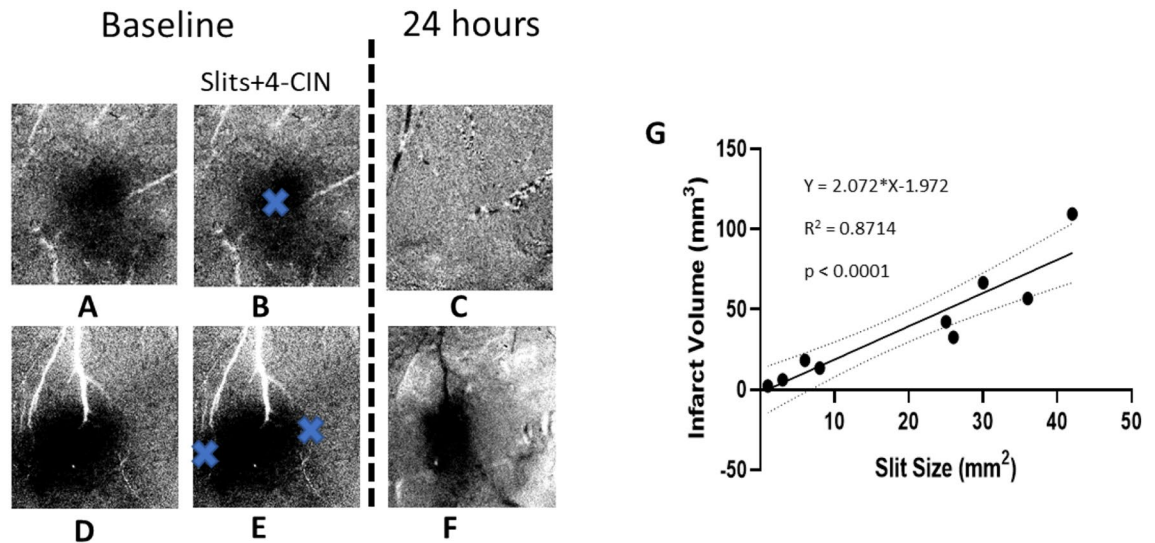 Baseline
24 hours
Slits+4-CIN
A
B
C
D
E
F
G
150
100
50
0
-50
Infarct Volume (mm³)
Y = 2.072*X-1.972
R² = 0.8714
p < 0.0001
10
20
30
40
50
Slit Size (mm²)